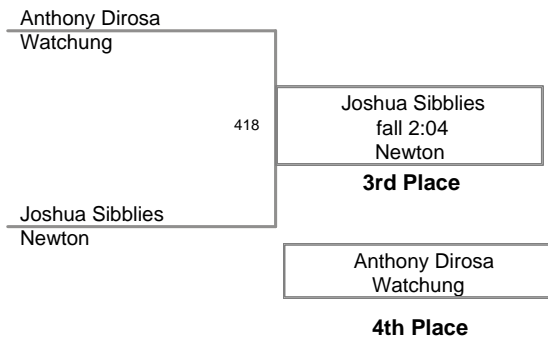 Anthony Dirosa
Watchung
418
Joshua Sibblies
fall 2:04
Newton
3rd Place
Joshua Sibblies
Newton
Anthony Dirosa
Watchung
4th Place